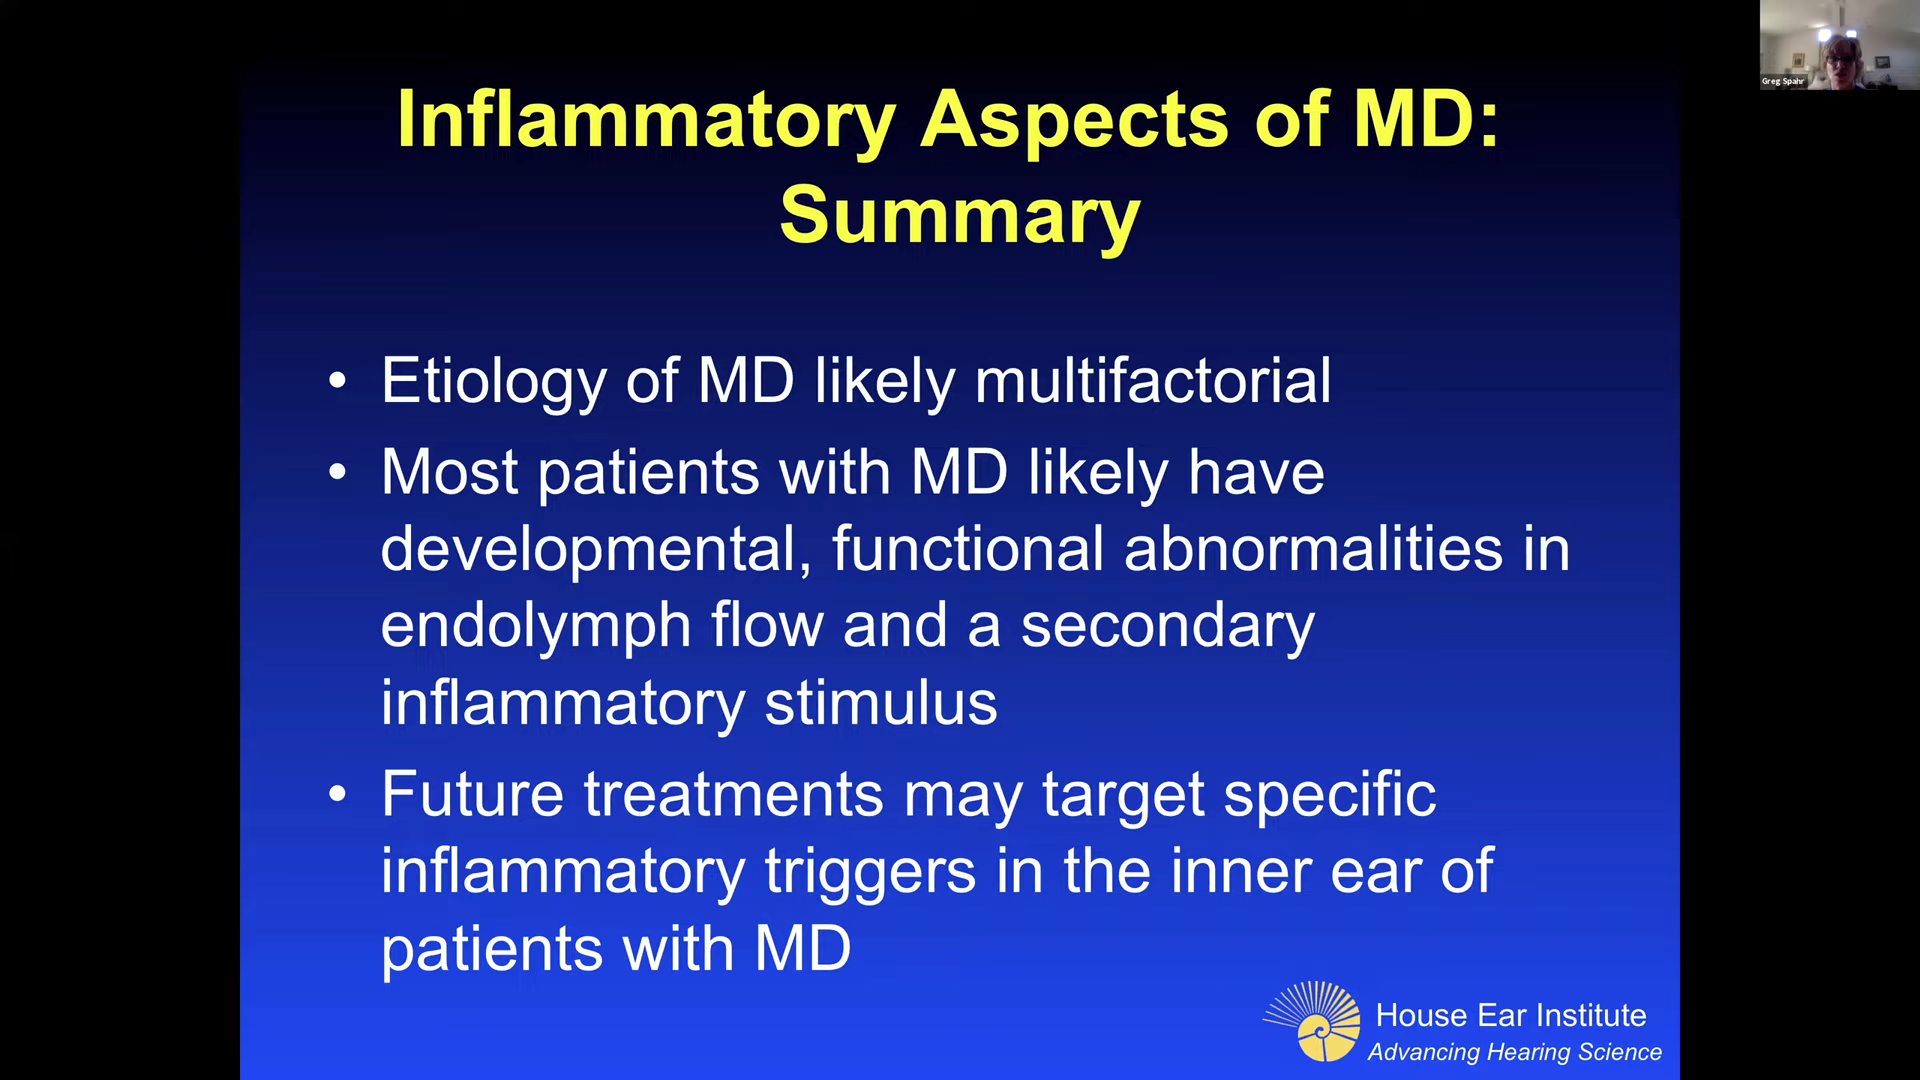 Greg Spahr
Inflammatory Aspects of MD:
Summary
• Etiology of MD likely multifactorial
• Most patients with MD likely have
developmental, functional abnormalities in
endolymph flow and a secondary
inflammatory stimulus
• Future treatments may target specific
inflammatory triggers in the inner ear of
patients with MD
House Ear Institute
Advancing Hearing Science